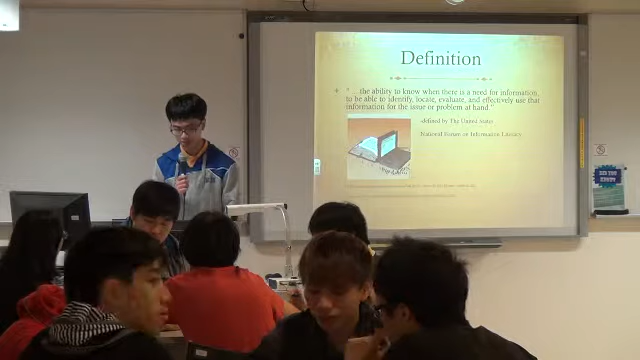 Definition
" ... the ability to know when there is a need for information,
to be able to identify, locate, evaluate, and effectively use that
information for the issue or problem at hand."
-defined by The United States
National Forum on Information Literacy